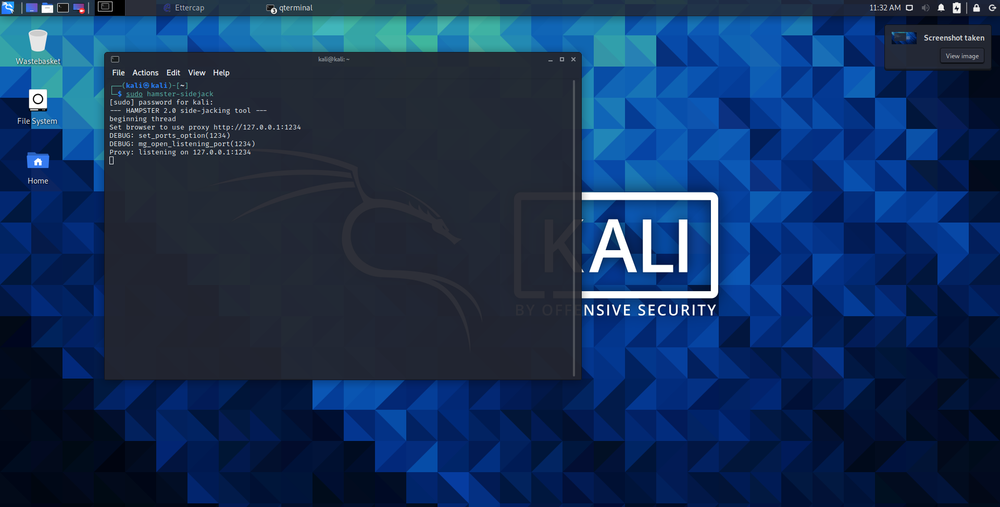 Ettercap
3 qterminal
11:32 AM
Screenshot taken
View image
Wastebasket
File System
Home
kali@kali: ~
File Actions Edit View Help
┌──(kali㉿kali)-[~]
└─$ sudo hamster-sidejack
[sudo] password for kali:
--- HAMPSTER 2.0 side-jacking tool ---
beginning thread
Set browser to use proxy http://127.0.0.1:1234
DEBUG: set_ports_option(1234)
DEBUG: mg_open_listening_port(1234)
Proxy: listening on 127.0.0.1:1234
KALI
BY OFFENSIVE SECURITY